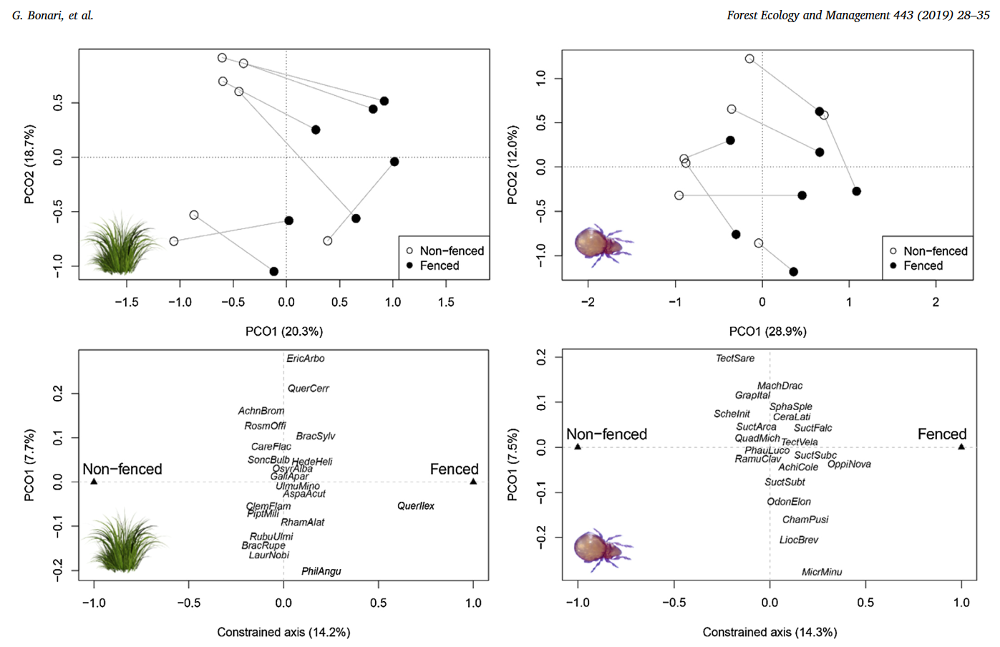 G. Bonari, et al.
Forest Ecology and Management 443 (2019) 28–35
PCO2 (18.7%)
0.5
0.0
−0.5
−1.0
Non−fenced
Fenced
−1.5
−1.0
−0.5
0.0
0.5
1.0
1.5
PCO1 (20.3%)
PCO2 (12.0%)
1.0
0.5
0.0
−0.5
−1.0
Non−fenced
Fenced
−2
−1
0
1
2
PCO1 (28.9%)
PCO1 (7.7%)
0.2
0.1
0.0
−0.1
−0.2
EricArbo
QuerCerr
AchnBrom
RosmOffi
BracSylv
CareFlac
SoncBulb
HedeHeli
OsyrAlba
GaliApar
Non-fenced
Fenced
UlmuMino
AspaAcut
ClemFlam
QuerIlex
PiptMili
RhamAlat
RubuUlmi
BracRupe
LaurNobi
PhilAngu
−1.0
−0.5
0.0
0.5
1.0
Constrained axis (14.2%)
PCO1 (7.5%)
0.2
0.1
0.0
−0.1
−0.2
TectSare
MachDrac
GrapItal
SphaSple
ScheInit
CeraLati
SuctArca
SuctFalc
Non-fenced
Fenced
QuadMich
TectVela
PhauLuco
SuctSubc
RamuClav
OppiNova
AchiCole
SuctSubt
OdonElon
ChamPusi
LiocBrev
MicrMinu
−1.0
−0.5
0.0
0.5
1.0
Constrained axis (14.3%)